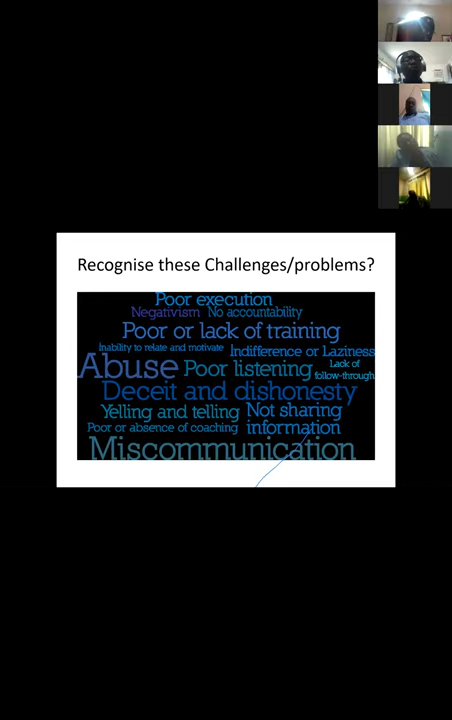 Recognise these Challenges/problems?
Poor execution
Negativism No accountability
Poor or lack of training
Inability to relate and motivate Indifference or Laziness
Abuse Poor listening Lack of
follow-through
Deceit and dishonesty
Yelling and telling Not sharing
Poor or absence of coaching information
Miscommunication